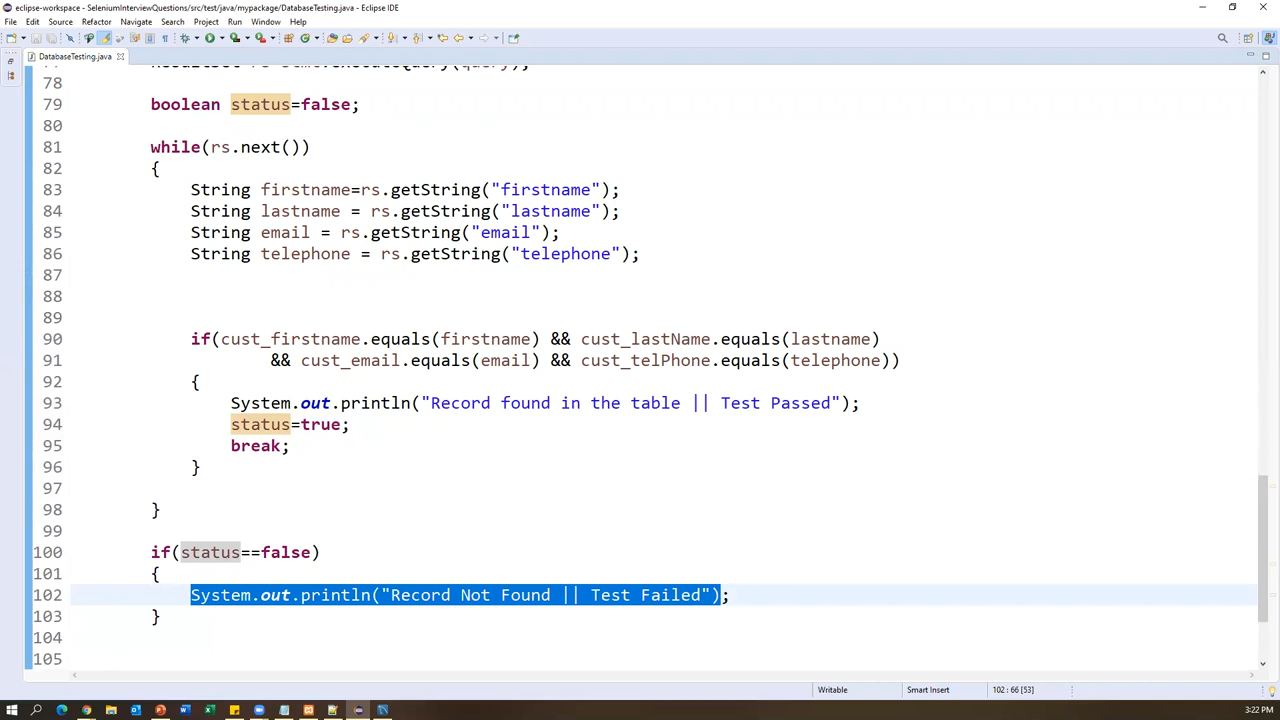 eclipse-workspace - SeleniumInterviewQuestions/src/test/java/mypackage/DatabaseTesting.java - Eclipse IDE
File Edit Source Refactor Navigate Search Project Run Window Help
DatabaseTesting.java
78
79 boolean status=false;
80
81 while(rs.next())
82 {
83 String firstname=rs.getString("firstname");
84 String lastname = rs.getString("lastname");
85 String email = rs.getString("email");
86 String telephone = rs.getString("telephone");
87
88
89
90 if(cust_firstname.equals(firstname) && cust_lastName.equals(lastname)
91 && cust_email.equals(email) && cust_telPhone.equals(telephone))
92 {
93 System.out.println("Record found in the table || Test Passed");
94 status=true;
95 break;
96 }
97
98 }
99
100 if(status==false)
101 {
102 System.out.println("Record Not Found || Test Failed");
103 }
104
105
Writable Smart Insert 102 : 66 [53]
3:22 PM